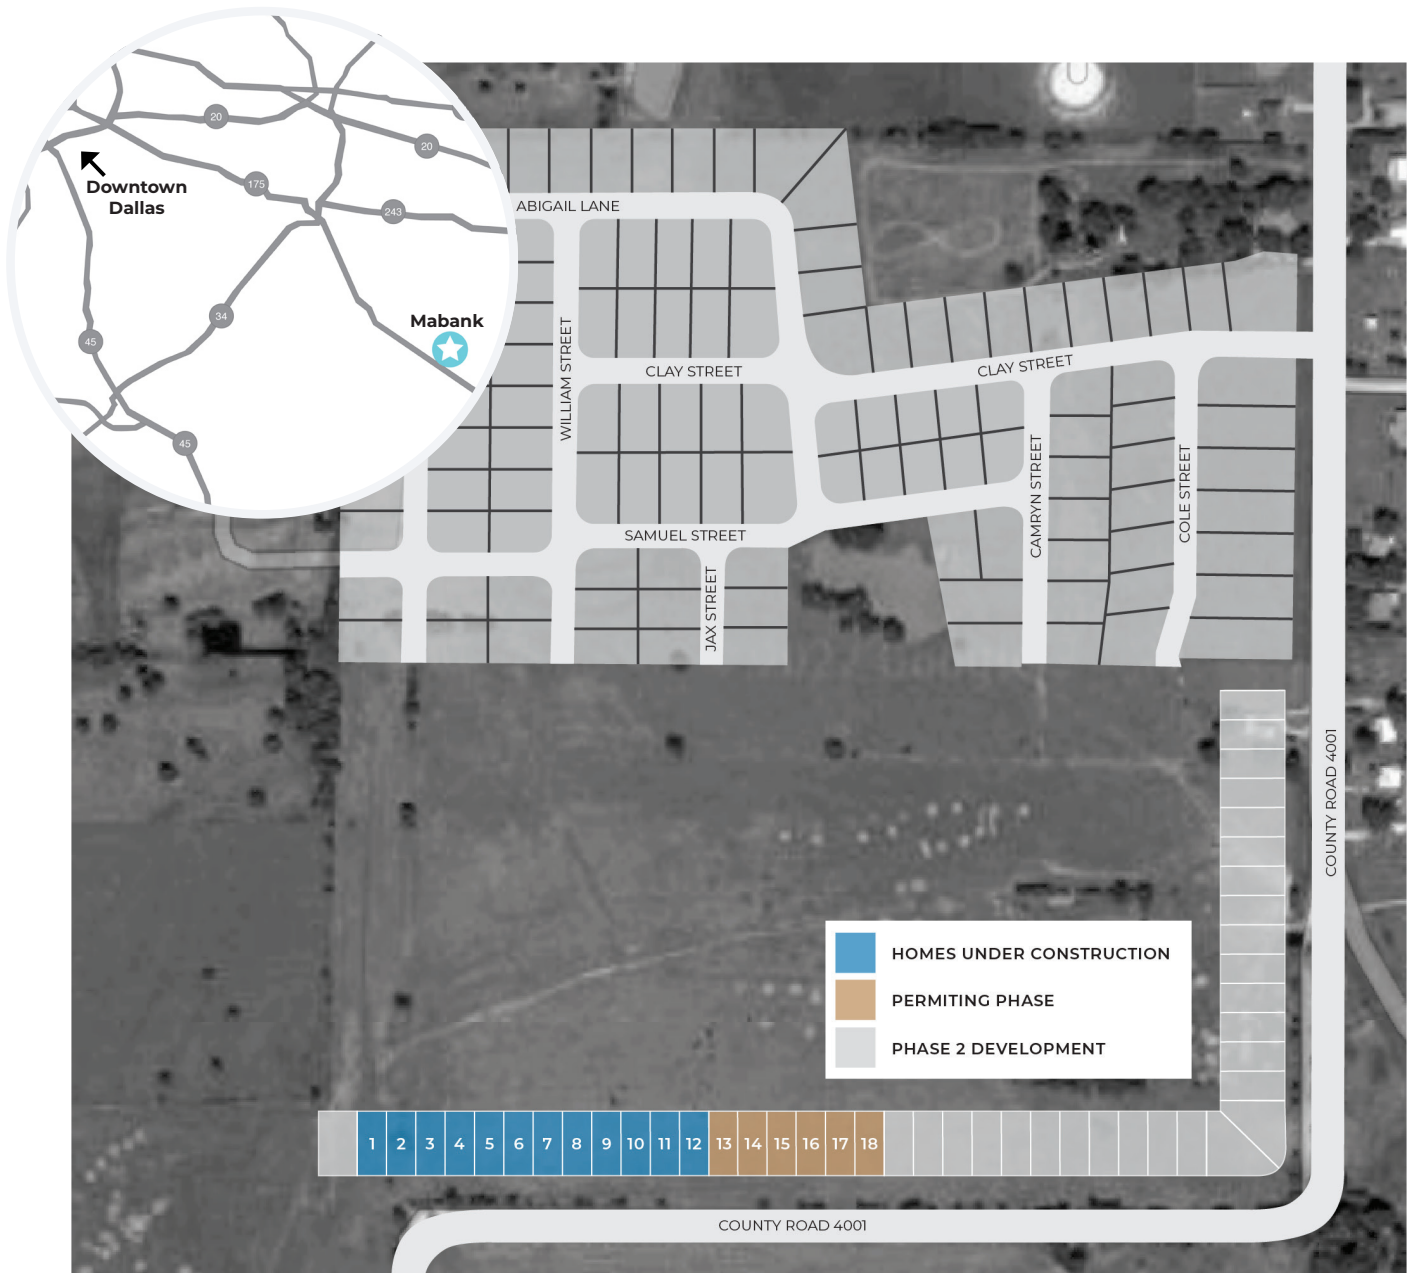 20
20
175
243
Downtown
Dallas
34
45
Mabank
45
ABIGAIL LANE
WILLIAM STREET
CLAY STREET
CLAY STREET
CAMRYN STREET
COLE STREET
SAMUEL STREET
JAX STREET
COUNTY ROAD 4001
HOMES UNDER CONSTRUCTION
PERMITING PHASE
PHASE 2 DEVELOPMENT
1 2 3 4 5 6 7 8 9 10 11 12 13 14 15 16 17 18
COUNTY ROAD 4001